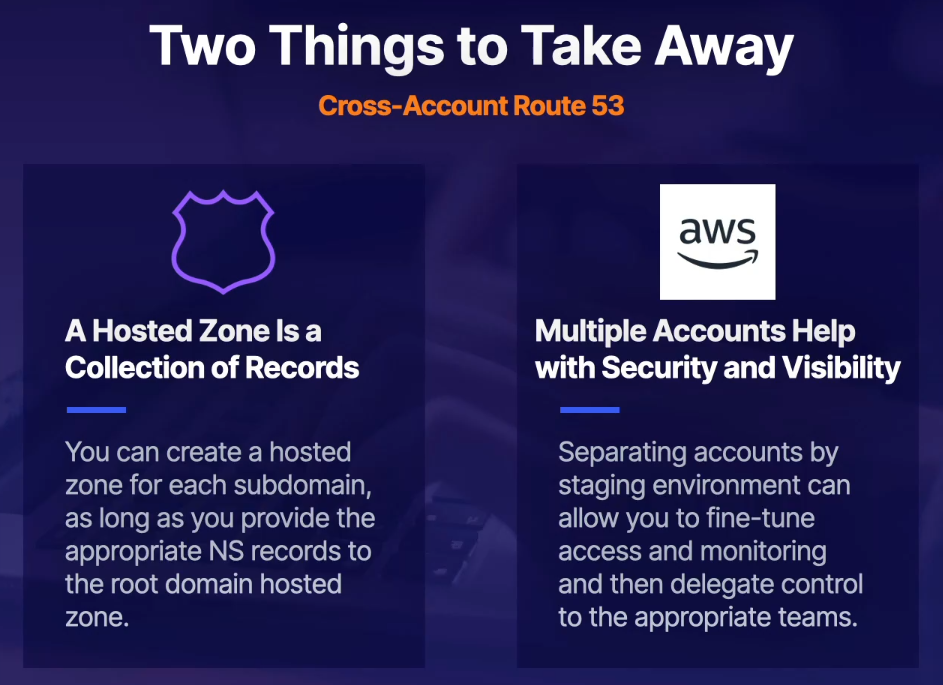 Two Things to Take Away
Cross-Account Route 53
A Hosted Zone Is a
Collection of Records
You can create a hosted
zone for each subdomain,
as long as you provide the
appropriate NS records to
the root domain hosted
zone.
aws
Multiple Accounts Help
with Security and Visibility
Separating accounts by
staging environment can
allow you to fine-tune
access and monitoring
and then delegate control
to the appropriate teams.